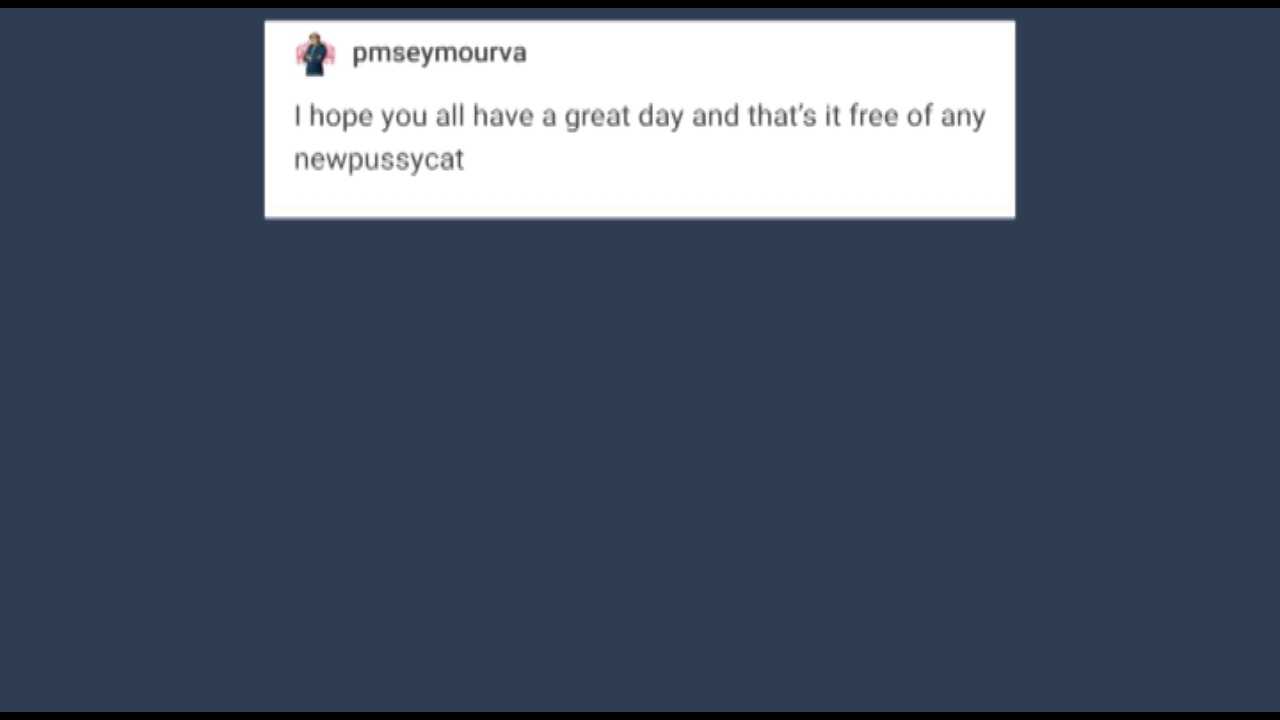 pmseymourva
I hope you all have a great day and that's it free of any
newpussycat